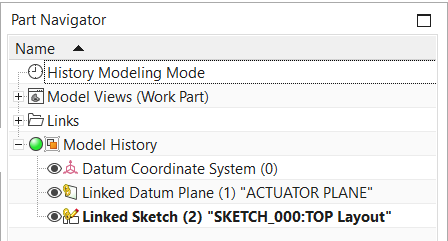 Part Navigator
Name
History Modeling Mode
Model Views (Work Part)
Links
Model History
Datum Coordinate System (0)
Linked Datum Plane (1) "ACTUATOR PLANE"
Linked Sketch (2) "SKETCH_000:TOP Layout"